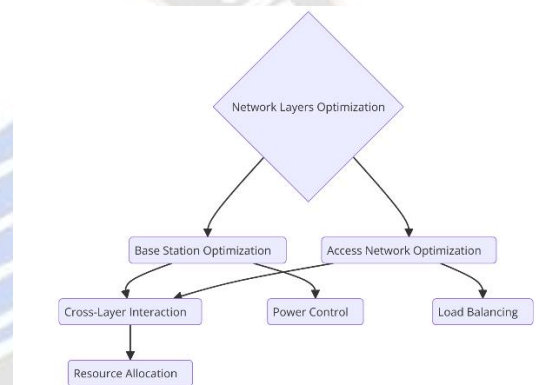 Network Layers Optimization
Base Station Optimization
Access Network Optimization
Cross-Layer Interaction
Power Control
Load Balancing
Resource Allocation